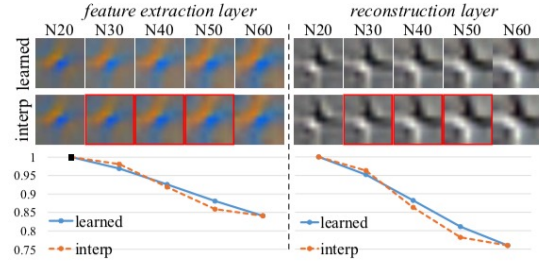 feature extraction layer
reconstruction layer
N20 N30 N40 N50 N60
N20 N30 N40 N50 N60
learned
interp
1
0.95
0.9
0.85
0.8
0.75
learned
interp
learned
interp